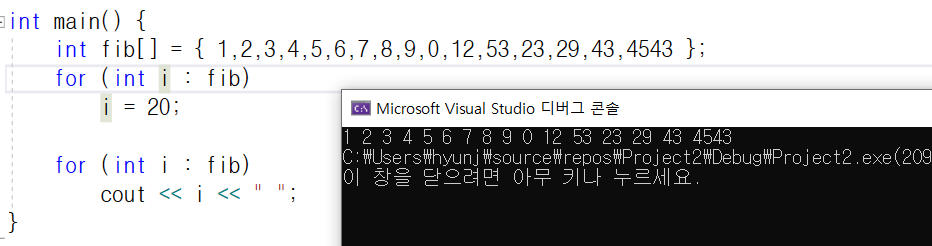 int main() {
int fib[] = { 1,2,3,4,5,6,7,8,9,0,12,53,23,29,43,4543 };
for (int i : fib)
i = 20;
for (int i : fib)
cout << i << " ";
}
Microsoft Visual Studio 디버그 콘솔
1 2 3 4 5 6 7 8 9 0 12 53 23 29 43 4543
C:₩Users₩hyunj₩source₩repos₩Project2₩Debug₩Project2.exe(209
이 창을 닫으려면 아무 키나 누르세요.